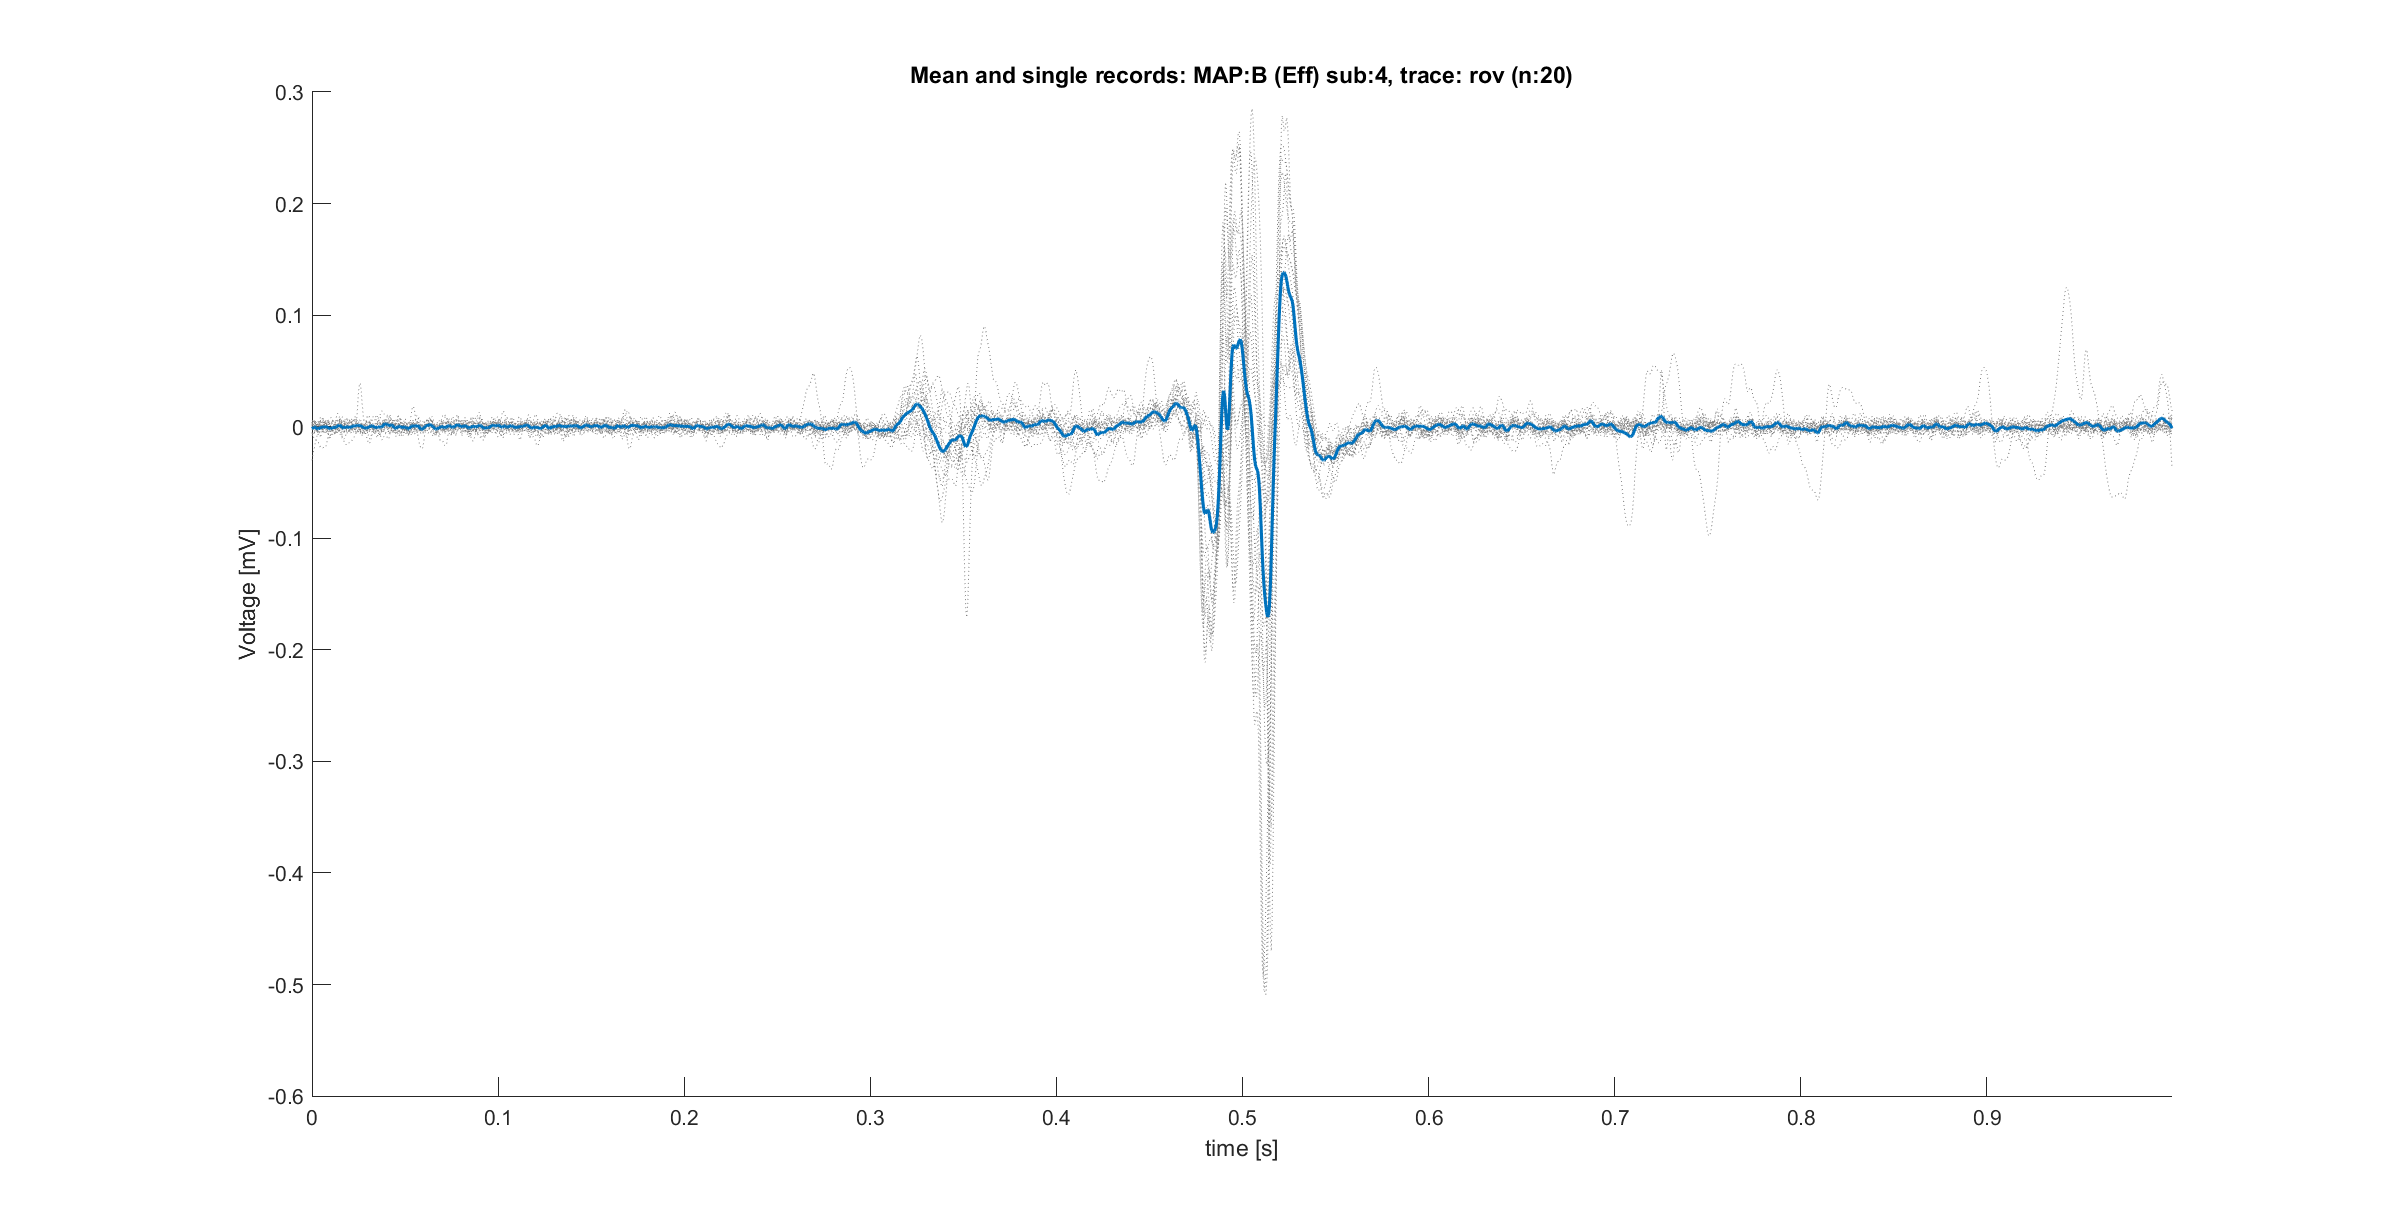 Mean and single records: MAP:B (Eff) sub:4, trace: rov (n:20)
0.3
0.2
0.1
0
-0.1
-0.2
-0.3
-0.4
-0.5
-0.6
Voltage [mV]
0 0.1 0.2 0.3 0.4 0.5 0.6 0.7 0.8 0.9
time [s]